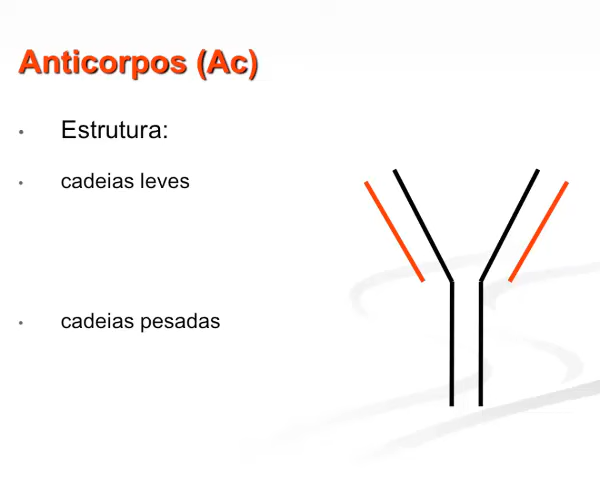 Anticorpos (Ac)
• Estrutura:
• cadeias leves
• cadeias pesadas